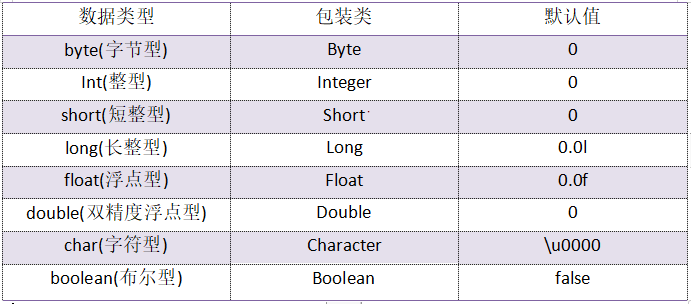 数据类型 包装类 默认值
byte(字节型) Byte 0
Int(整型) Integer 0
short(短整型) Short 0
long(长整型) Long 0.0l
float(浮点型) Float 0.0f
double(双精度浮点型) Double 0
char(字符型) Character \u0000
boolean(布尔型) Boolean false